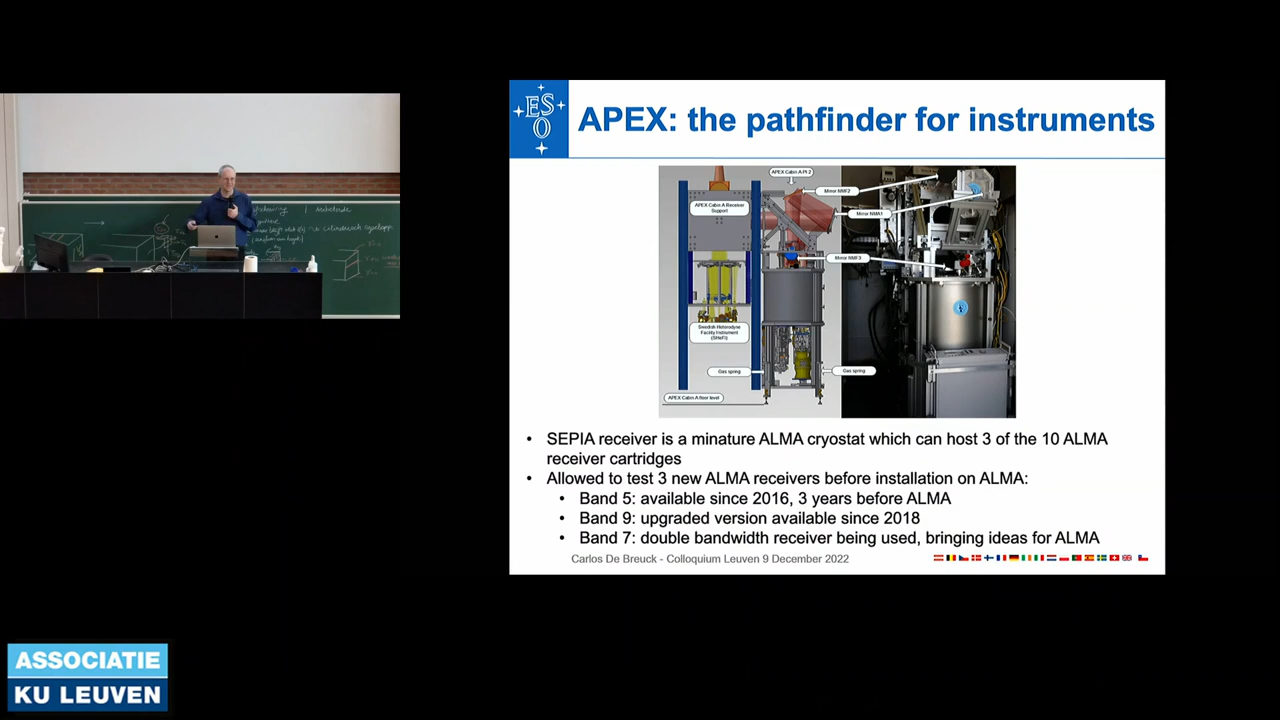 ESO
APEX: the pathfinder for instruments
APEX Cabin A Pl 2
Mirror NMF2
APEX Cabin A Receiver
Support
Mirror NMA1
Mirror NMF3
Swedish Heterodyne
Facility Instrument
(SHeFI)
Gas spring
Gas spring
APEX Cabin A floor level
• SEPIA receiver is a minature ALMA cryostat which can host 3 of the 10 ALMA
receiver cartridges
• Allowed to test 3 new ALMA receivers before installation on ALMA:
• Band 5: available since 2016, 3 years before ALMA
• Band 9: upgraded version available since 2018
• Band 7: double bandwidth receiver being used, bringing ideas for ALMA
Carlos De Breuck - Colloquium Leuven 9 December 2022
ASSOCIATIE
KU LEUVEN